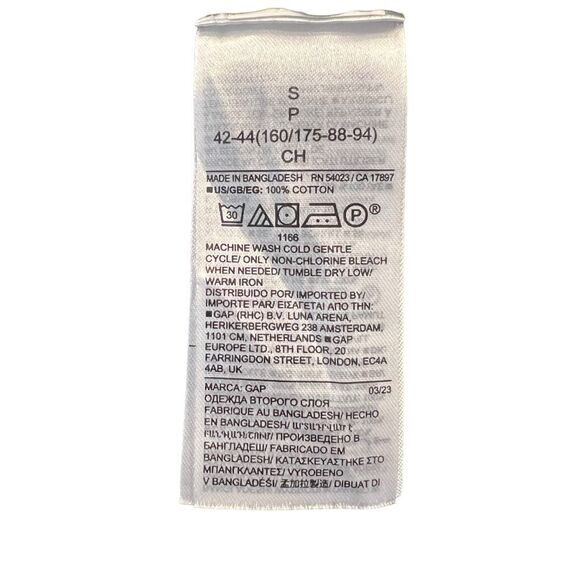 S
P
42-44(160/175-88-94)
CH
MADE IN BANGLADESH RN 54023 / CA 17897
■ US/GB/EG: 100% COTTON
30 P ®
1166
MACHINE WASH COLD GENTLE
CYCLE/ ONLY NON-CHLORINE BLEACH
WHEN NEEDED/ TUMBLE DRY LOW/
WARM IRON
DISTRIBUIDO POR/ IMPORTED BY/
IMPORTE PAR/ ΕΙΣΑΓΕΤΑΙ ΑΠΟ ΤΗΝ:
■ GAP (RHC) B.V. LUNA ARENA,
HERIKERBERGWEG 238 AMSTERDAM,
1101 CM, NETHERLANDS ■ GAP
EUROPE LTD., 8TH FLOOR, 20
FARRINGDON STREET, LONDON, EC4A
4AB, UK
MARCA: GAP 03/23
ОДЕЖДА ВТОРОГО СЛОЯ
FABRIQUE AU BANGLADESH/ HECHO
EN BANGLADESH/
ПРОИЗВЕДЕНО В
БАНГЛАДЕШ/ FABRICADO EM
BANGLADESH/ ΚΑΤΑΣΚΕΥΑΣΤΗΚΕ ΣΤΟ
ΜΠΑΝΓΚΛΑΝΤΕΣ/ VYROBENO
V BANGLADÉŠI/ 孟加拉製造/ DIBUAT DI